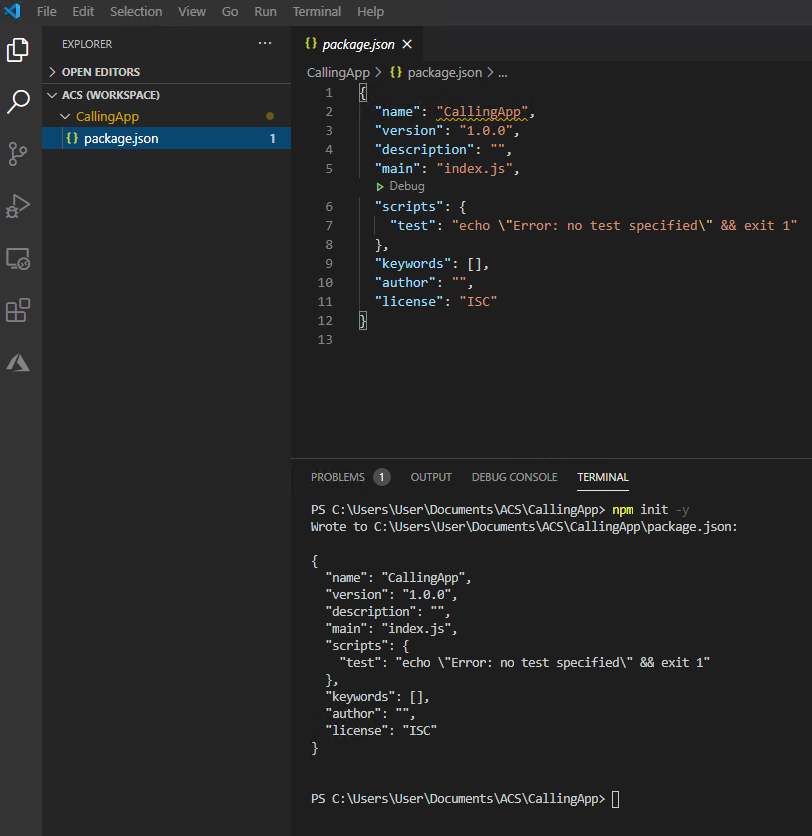 File Edit Selection View Go Run Terminal Help
EXPLORER ...
OPEN EDITORS
ACS (WORKSPACE)
CallingApp
{} package.json 1
{} package.json ×
CallingApp > {} package.json > ...
1 {
2 "name": "CallingApp",
3 "version": "1.0.0",
4 "description": "",
5 "main": "index.js",
Debug
6 "scripts": {
7 "test": "echo \"Error: no test specified\" && exit 1"
8 },
9 "keywords": [],
10 "author": "",
11 "license": "ISC"
12 }
13
PROBLEMS 1 OUTPUT DEBUG CONSOLE TERMINAL
PS C:\Users\User\Documents\ACS\CallingApp> npm init -y
Wrote to C:\Users\User\Documents\ACS\CallingApp\package.json:
{
"name": "CallingApp",
"version": "1.0.0",
"description": "",
"main": "index.js",
"scripts": {
"test": "echo \"Error: no test specified\" && exit 1"
},
"keywords": [],
"author": "",
"license": "ISC"
}
PS C:\Users\User\Documents\ACS\CallingApp>